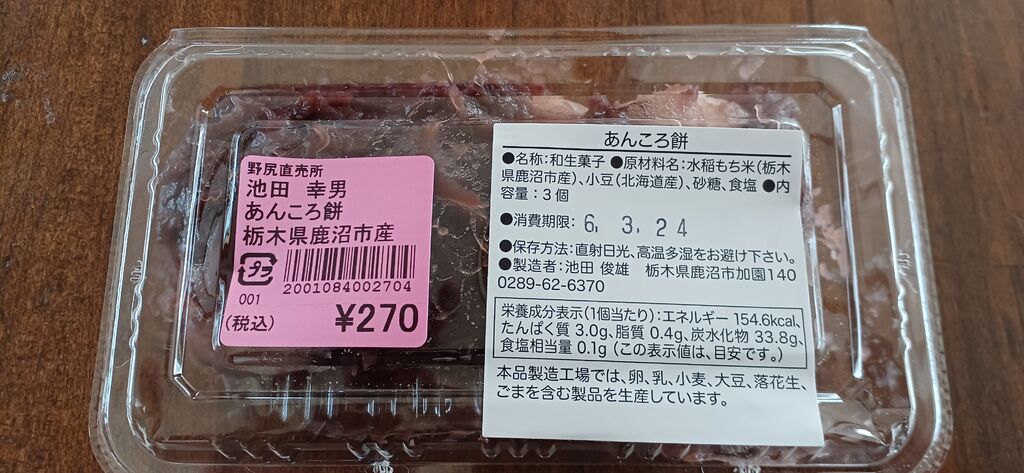 野尻直売所
池田 幸男
あんころ餅
栃木県鹿沼市産
プラ
2001084002704
001
(税込) ¥270
あんころ餅
●名称:和生菓子 ●原材料名:水稲もち米(栃木
県鹿沼市産)、小豆(北海道産)、砂糖、食塩 ●内
容量:3個
●消費期限: 6. 3. 24
●保存方法:直射日光、高温多湿をお避け下さい。
●製造者:池田 俊雄 栃木県鹿沼市加園140
0289-62-6370
栄養成分表示(1個当たり):エネルギー 154.6kcal、
たんぱく質 3.0g、脂質 0.4g、炭水化物 33.8g、
食塩相当量 0.1g (この表示値は、目安です。)
本品製造工場では、卵、乳、小麦、大豆、落花生、
ごまを含む製品を生産しています。